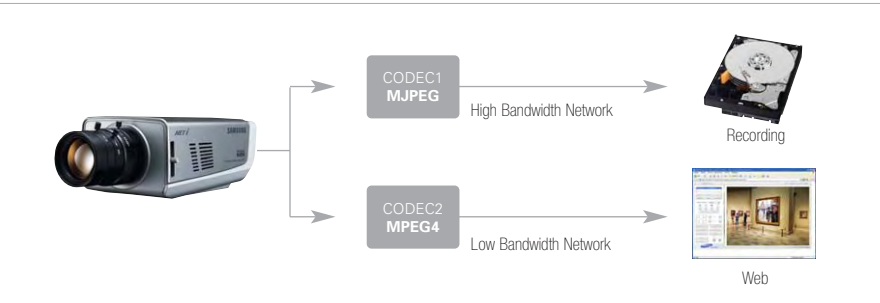 CODEC1
MJPEG
High Bandwidth Network
Recording
SAMSUNG
CODEC2
MPEG4
Low Bandwidth Network
Web